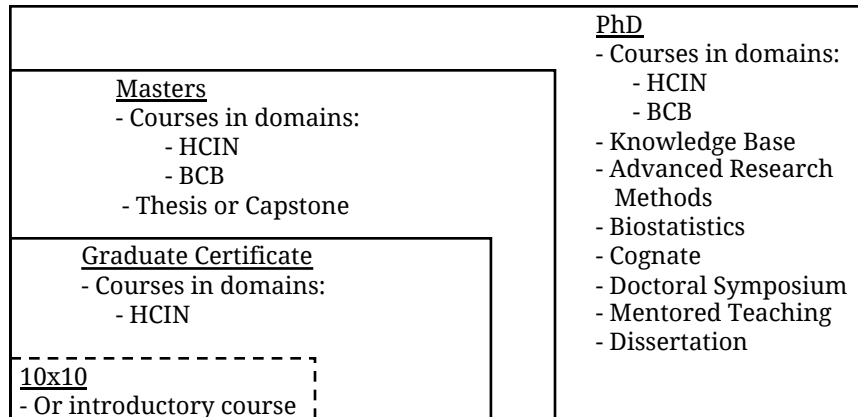 PhD
- Courses in domains:
- HCIN
- BCB
- Knowledge Base
- Advanced Research
Methods
- Biostatistics
- Cognate
- Doctoral Symposium
- Mentored Teaching
- Dissertation
Masters
- Courses in domains:
- HCIN
- BCB
- Thesis or Capstone
Graduate Certificate
- Courses in domains:
- HCIN
10x10
- Or introductory course